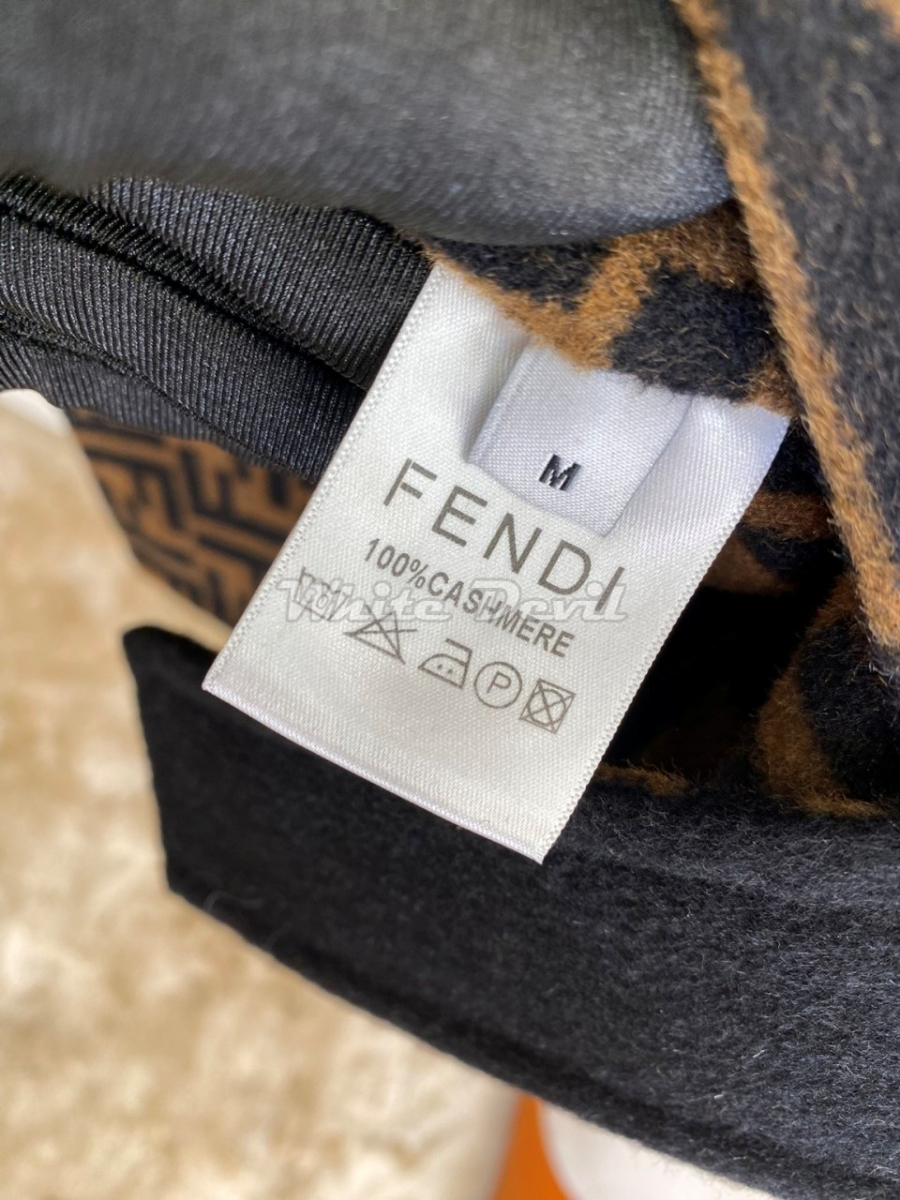 M
FENDI
100%CASHMERE
White Devil
P